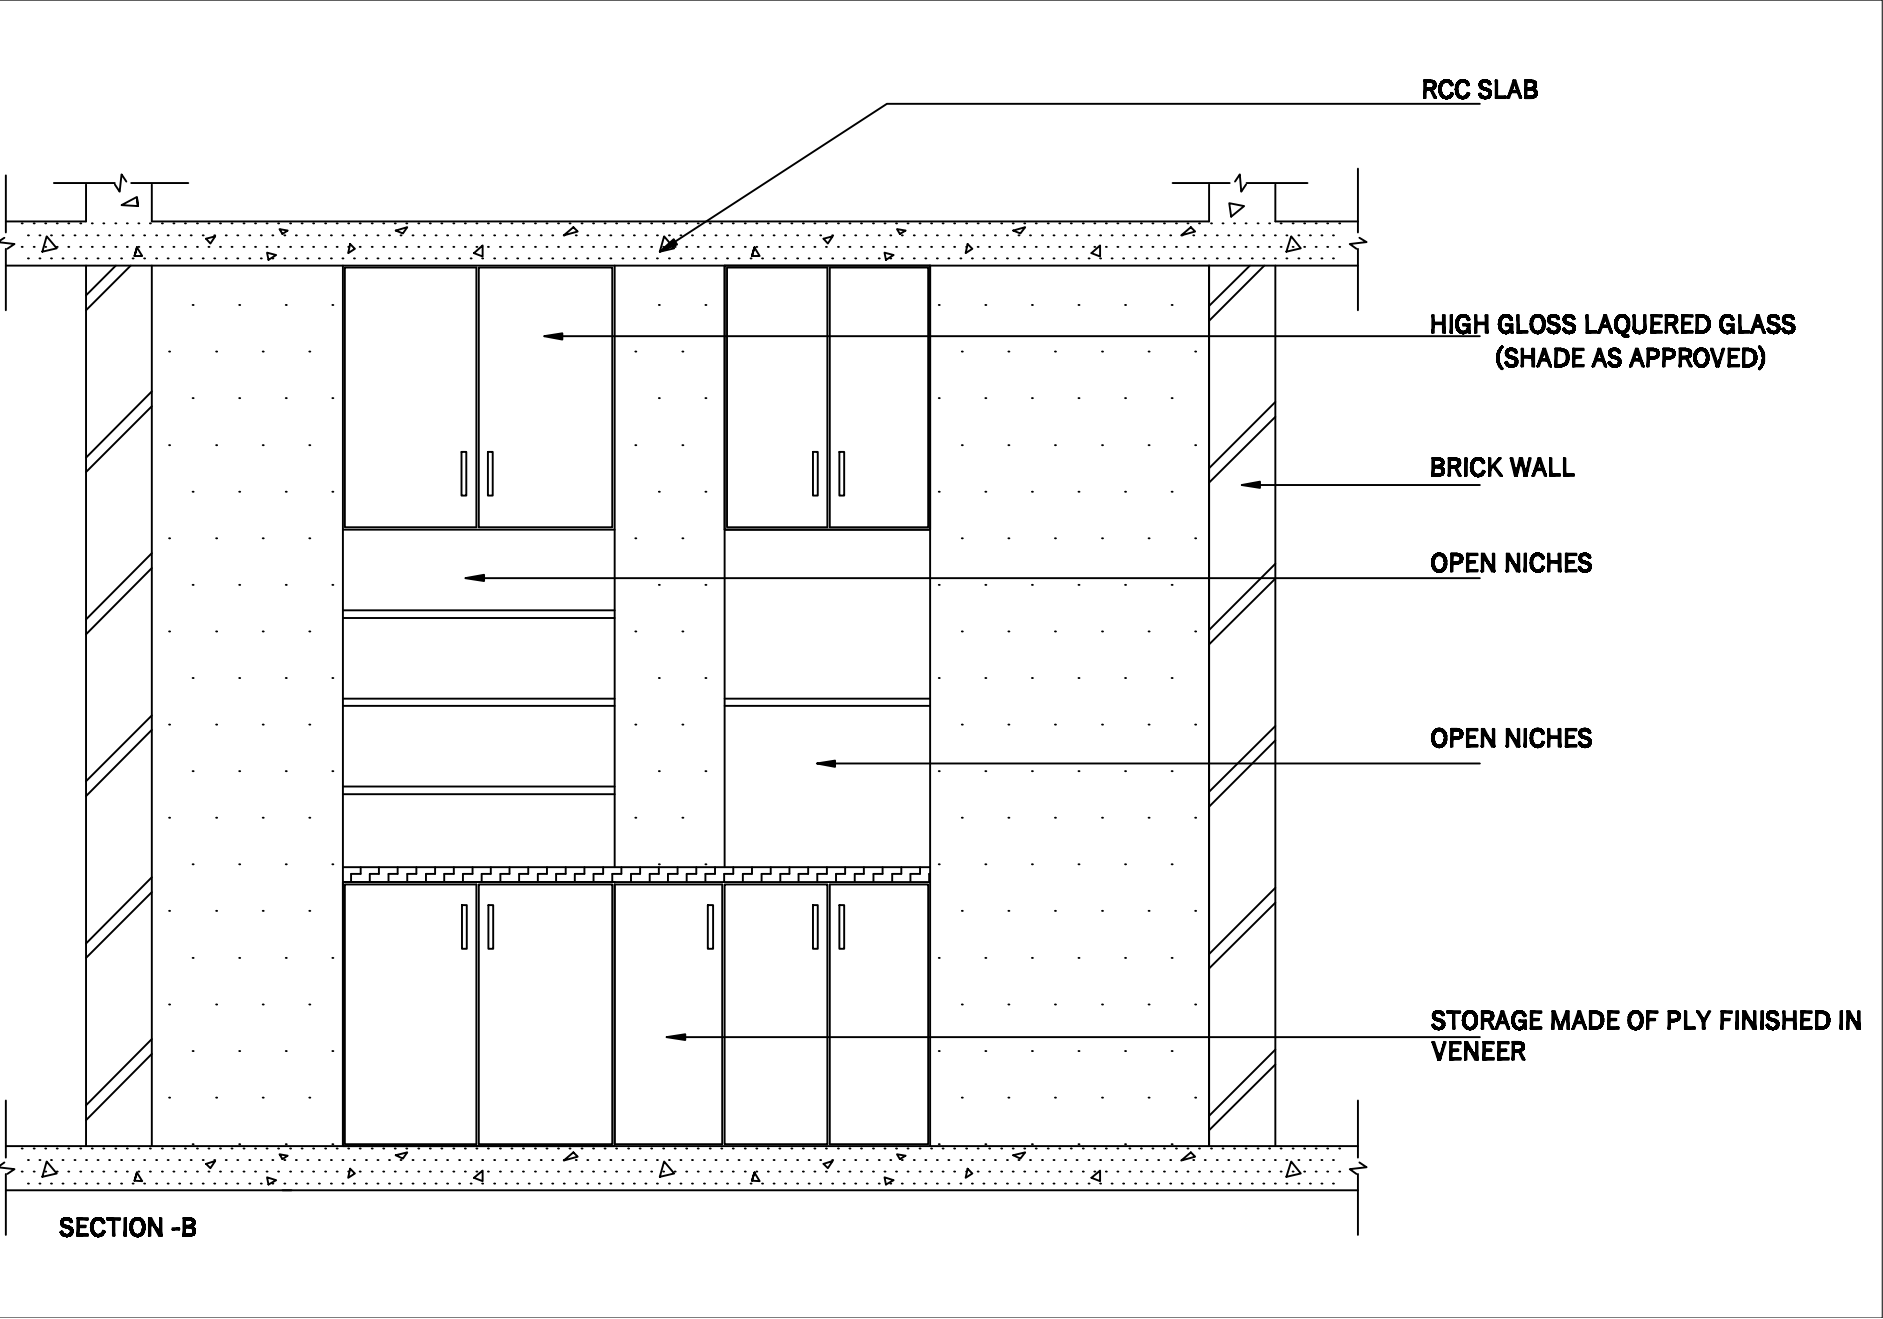 RCC SLAB
HIGH GLOSS LAQUERED GLASS
(SHADE AS APPROVED)
BRICK WALL
OPEN NICHES
OPEN NICHES
STORAGE MADE OF PLY FINISHED IN
VENEER
SECTION -B